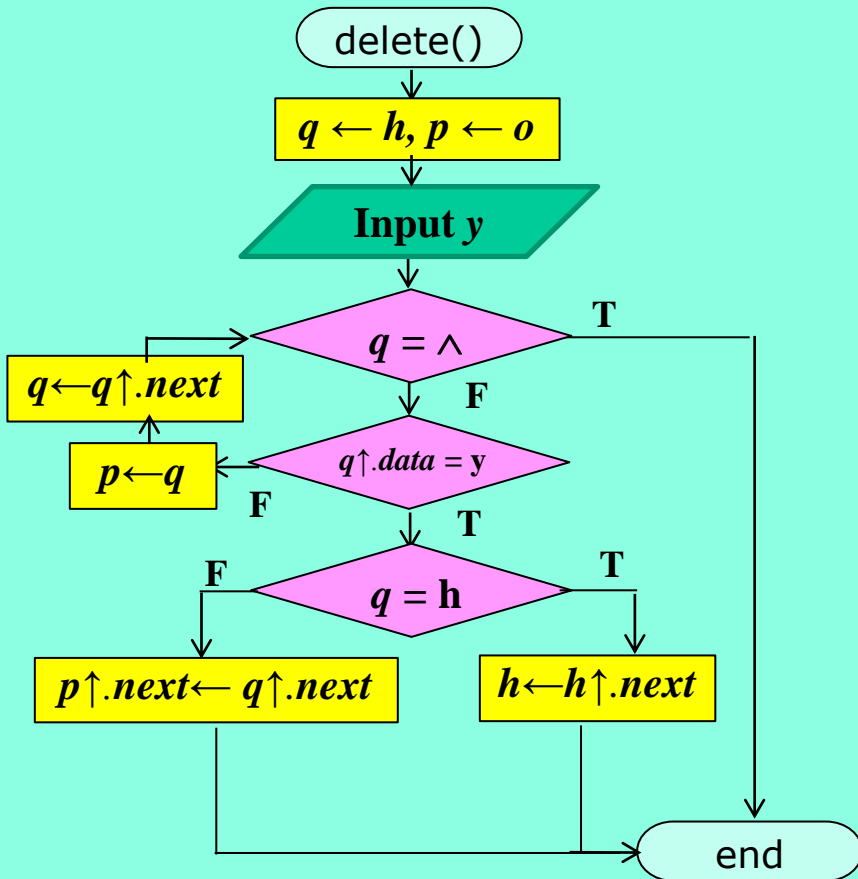 delete()
q ← h, p ← o
Input y
q = ∧
T
F
q←q↑.next
q↑.data = y
p←q
F
T
q = h
F
T
p↑.next← q↑.next
h←h↑.next
end